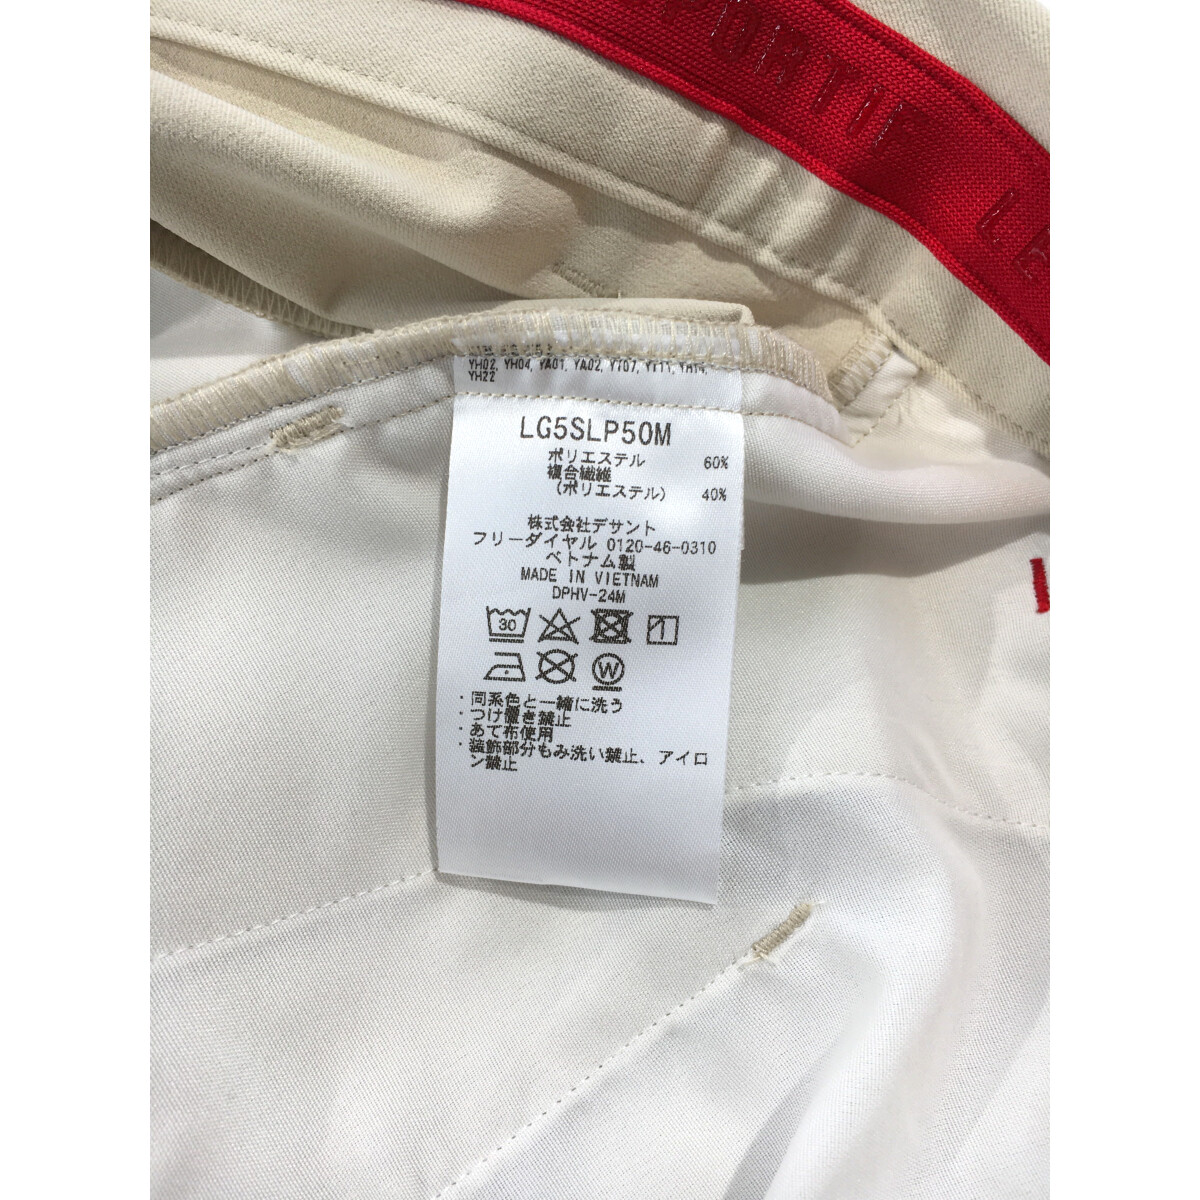 YH02, YH04, YA01, YA02, YT07, YT11, YH14,
YH22
LG5SLP50M
ポリエステル 60%
複合繊維
(ポリエステル) 40%
株式会社デサント
フリーダイヤル 0120-46-0310
ベトナム製
MADE IN VIETNAM
DPHV-24M
30
1
W
・同系色と一緒に洗う
・つけ置き禁止
・あて布使用
・装飾部分もみ洗い禁止、アイロ
ン禁止